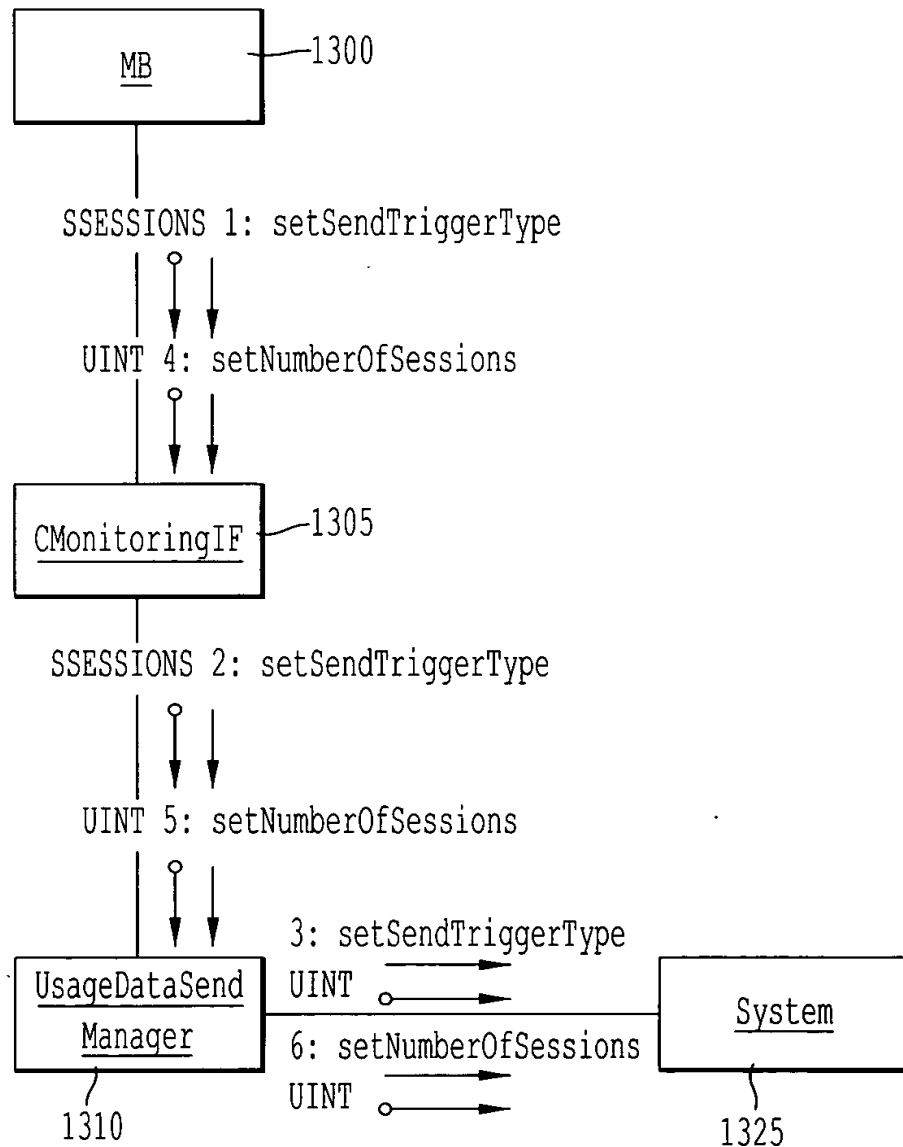 MB
1300
SSESSIONS 1: setSendTriggerType
UINT 4: setNumberOfSessions
CMonitoringIF
1305
SSESSIONS 2: setSendTriggerType
UINT 5: setNumberOfSessions
3: setSendTriggerType
UINT
UsageDataSend
Manager
System
6: setNumberOfSessions
UINT
1310
1325